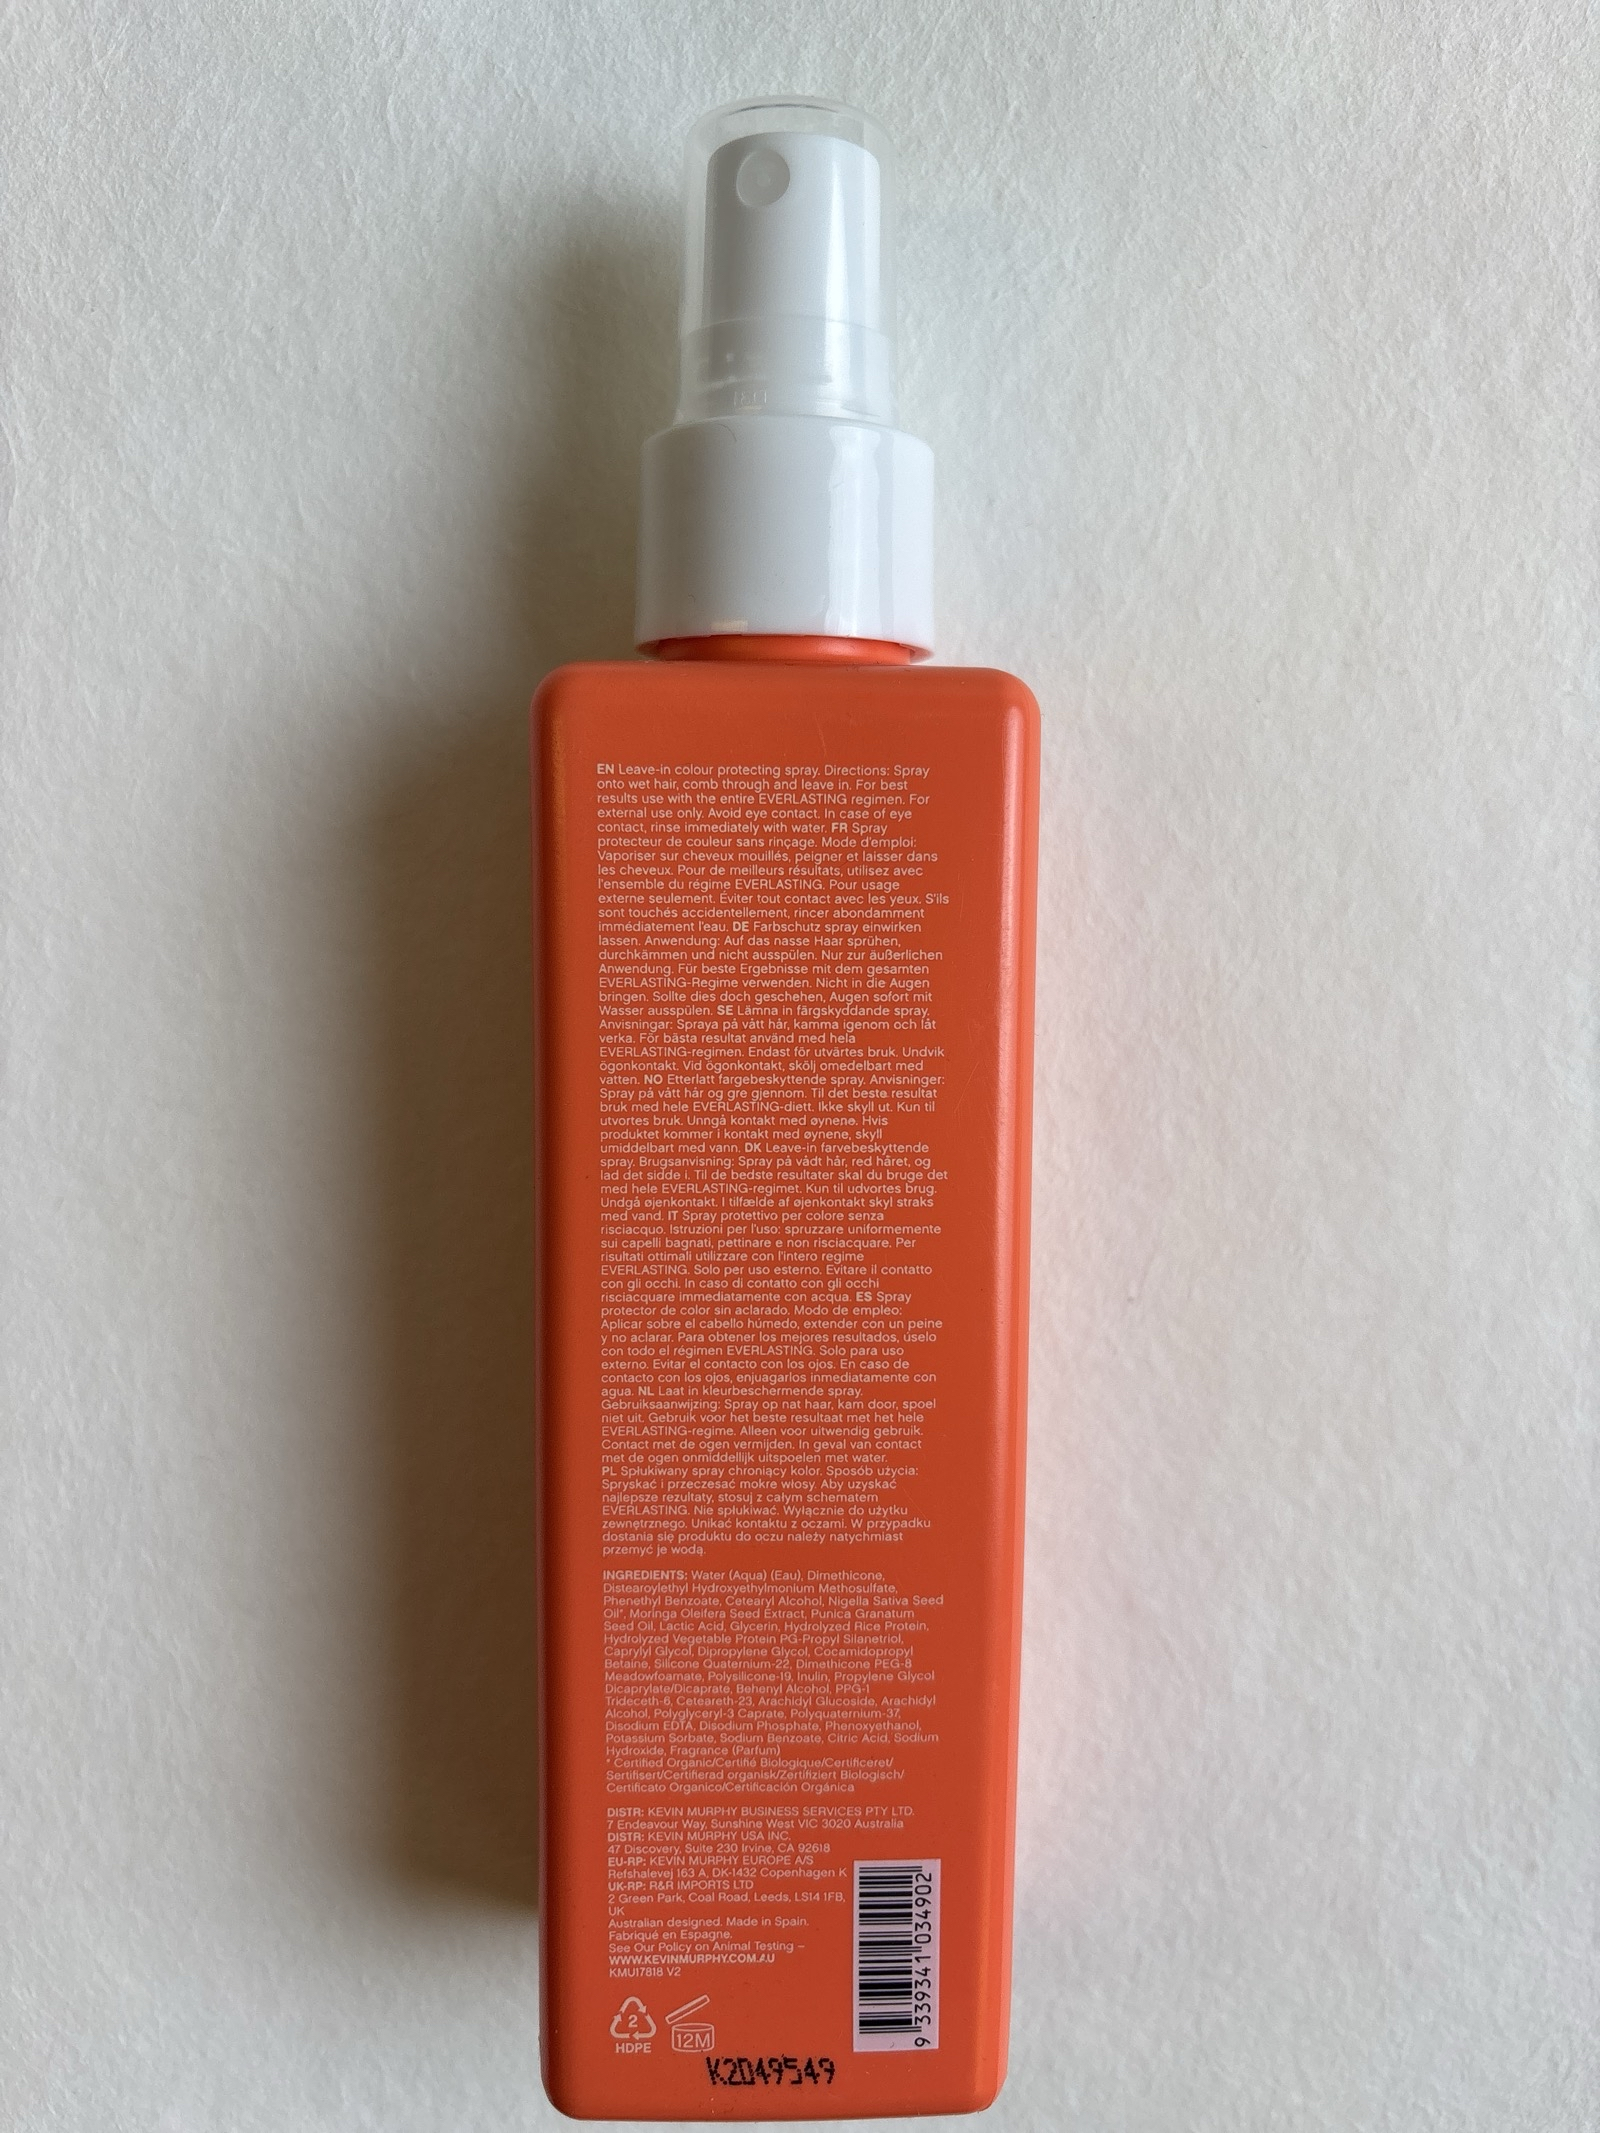 EN Leave-in colour protecting spray. Directions: Spray
onto wet hair, comb through and leave in. For best
results use with the entire EVERLASTING regimen. For
external use only. Avoid eye contact. In case of eye
contact, rinse immediately with water. FR Spray
protecteur de couleur sans rinçage. Mode d'emploi:
Vaporiser sur cheveux mouillés, peigner et laisser dans
les cheveux. Pour de meilleurs résultats, utilisez avec
l'ensemble du régime EVERLASTING. Pour usage
externe seulement. Éviter tout contact avec les yeux. S'ils
sont touchés accidentellement, rincer abondamment
immédiatement l'eau. DE Farbschutz spray einwirken
lassen. Anwendung: Auf das nasse Haar sprühen,
durchkämmen und nicht ausspülen. Nur zur äußerlichen
Anwendung. Für beste Ergebnisse mit dem gesamten
EVERLASTING-Regime verwenden. Nicht in die Augen
bringen. Sollte dies doch geschehen, Augen sofort mit
Wasser ausspülen. SE Lämna in färgskyddande spray.
Anvisningar: Spraya på vått hår, kamma igenom och låt
verka. För bästa resultat använd med hela
EVERLASTING-regimen. Endast för utvärtes bruk. Undvik
ögonkontakt. Vid ögonkontakt, skölj omedelbart med
vatten. NO Etterlatt fargebeskyttende spray. Anvisninger:
Spray på vått hår og gre gjennom. Til det beste resultat
bruk med hele EVERLASTING-diett. Ikke skyll ut. Kun til
utvortes bruk. Unngå kontakt med øynene. Hvis
produktet kommer i kontakt med øynene, skyll
umiddelbart med vann. DK Leave-in farvebeskyttende
spray. Brugsanvisning: Spray på vådt hår, red håret, og
lad det sidde i. Til de bedste resultater skal du bruge det
med hele EVERLASTING-regimet. Kun til udvortes brug.
Undgå øjenkontakt. I tilfælde af øjenkontakt skyl straks
med vand. IT Spray protettivo per colore senza
risciacquo. Istruzioni per l'uso: spruzzare uniformemente
sui capelli bagnati, pettinare e non risciacquare. Per
risultati ottimali utilizzare con l'intero regime
EVERLASTING. Solo per uso esterno. Evitare il contatto
con gli occhi. In caso di contatto con gli occhi
risciacquare immediatamente con acqua. ES Spray
protector de color sin aclarado. Modo de empleo:
Aplicar sobre el cabello húmedo, extender con un peine
y no aclarar. Para obtener los mejores resultados, úselo
con todo el régimen EVERLASTING. Solo para uso
externo. Evitar el contacto con los ojos. En caso de
contacto con los ojos, enjuagarlos inmediatamente con
agua. NL Laat in kleurbeschermende spray.
Gebruiksaanwijzing: Spray op nat haar, kam door, spoel
niet uit. Gebruik voor het beste resultaat met het hele
EVERLASTING-regime. Alleen voor uitwendig gebruik.
Contact met de ogen vermijden. In geval van contact
met de ogen onmiddellijk uitspoelen met water.
PL Spłukiwany spray chroniący kolor. Sposób użycia:
Spryskać i przeczesać mokre włosy. Aby uzyskać
najlepsze rezultaty, stosuj z całym schematem
EVERLASTING. Nie spłukiwać. Wyłącznie do użytku
zewnętrznego. Unikać kontaktu z oczami. W przypadku
dostania się produktu do oczu należy natychmiast
przemyć je wodą.
INGREDIENTS: Water (Aqua) (Eau), Dimethicone,
Distearoylethyl Hydroxyethylmonium Methosulfate,
Phenethyl Benzoate, Cetearyl Alcohol, Nigella Sativa Seed
Oil*, Moringa Oleifera Seed Extract, Punica Granatum
Seed Oil, Lactic Acid, Glycerin, Hydrolyzed Rice Protein,
Hydrolyzed Vegetable Protein PG-Propyl Silanetriol,
Caprylyl Glycol, Dipropylene Glycol, Cocamidopropyl
Betaine, Silicone Quaternium-22, Dimethicone PEG-8
Meadowfoamate, Polysilicone-19, Inulin, Propylene Glycol
Dicaprylate/Dicaprate, Behenyl Alcohol, PPG-1
Trideceth-6, Ceteareth-23, Arachidyl Glucoside, Arachidyl
Alcohol, Polyglyceryl-3 Caprate, Polyquaternium-37,
Disodium EDTA, Disodium Phosphate, Phenoxyethanol,
Potassium Sorbate, Sodium Benzoate, Citric Acid, Sodium
Hydroxide, Fragrance (Parfum)
* Certified Organic/Certifié Biologique/Certificeret/
Sertifisert/Certifierad organisk/Zertifiziert Biologisch/
Certificato Organico/Certificación Orgánica
DISTR: KEVIN MURPHY BUSINESS SERVICES PTY LTD.
7 Endeavour Way, Sunshine West VIC 3020 Australia
DISTR: KEVIN MURPHY USA INC.
47 Discovery, Suite 230 Irvine, CA 92618
EU-RP: KEVIN MURPHY EUROPE A/S
Refshalevej 163 A, DK-1432 Copenhagen K
UK-RP: R&R IMPORTS LTD
2 Green Park, Coal Road, Leeds, LS14 1FB,
UK
Australian designed. Made in Spain.
Fabriqué en Espagne.
See Our Policy on Animal Testing –
WWW.KEVINMURPHY.COM.AU
KMU17818 V2
9 339341 034902
2
HDPE
12M
K2049549